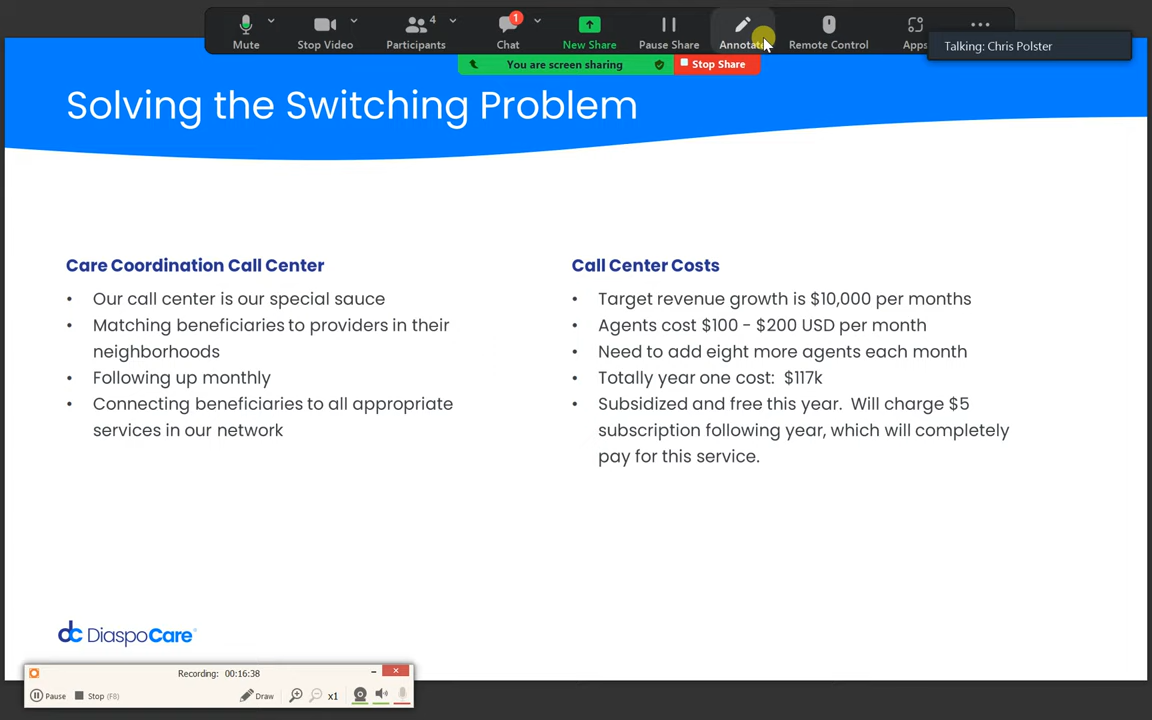 4
1
Mute
Stop Video
Participants
Chat
New Share
Pause Share
Annotate
Remote Control
Apps
Talking: Chris Polster
You are screen sharing
Stop Share
Solving the Switching Problem
Care Coordination Call Center
• Our call center is our special sauce
• Matching beneficiaries to providers in their
neighborhoods
• Following up monthly
• Connecting beneficiaries to all appropriate
services in our network
Call Center Costs
• Target revenue growth is $10,000 per months
• Agents cost $100 - $200 USD per month
• Need to add eight more agents each month
• Totally year one cost: $117k
• Subsidized and free this year. Will charge $5
subscription following year, which will completely
pay for this service.
dc DiaspoCare
Recording: 00:16:38
Pause
Stop (F8)
Draw
x1